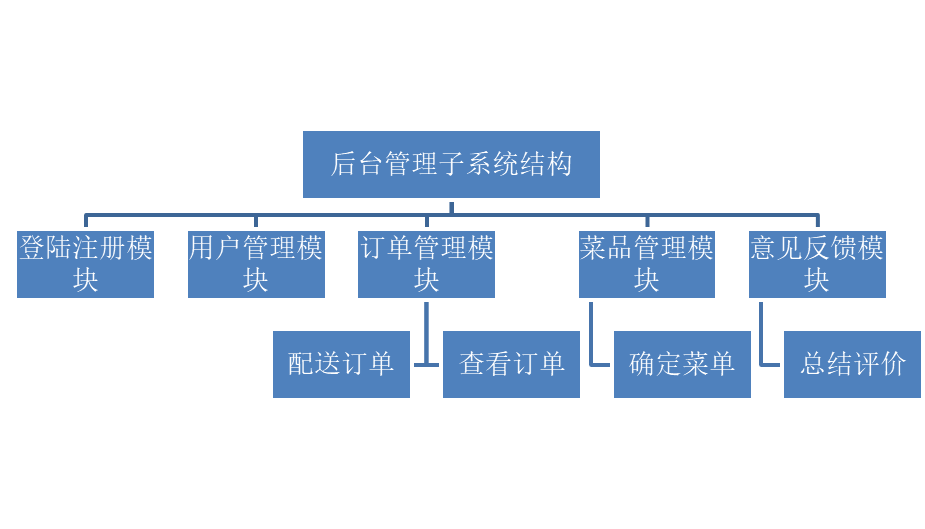 后台管理子系统结构
登陆注册模
块
用户管理模
块
订单管理模
块
菜品管理模
块
意见反馈模
块
配送订单
查看订单
确定菜单
总结评价